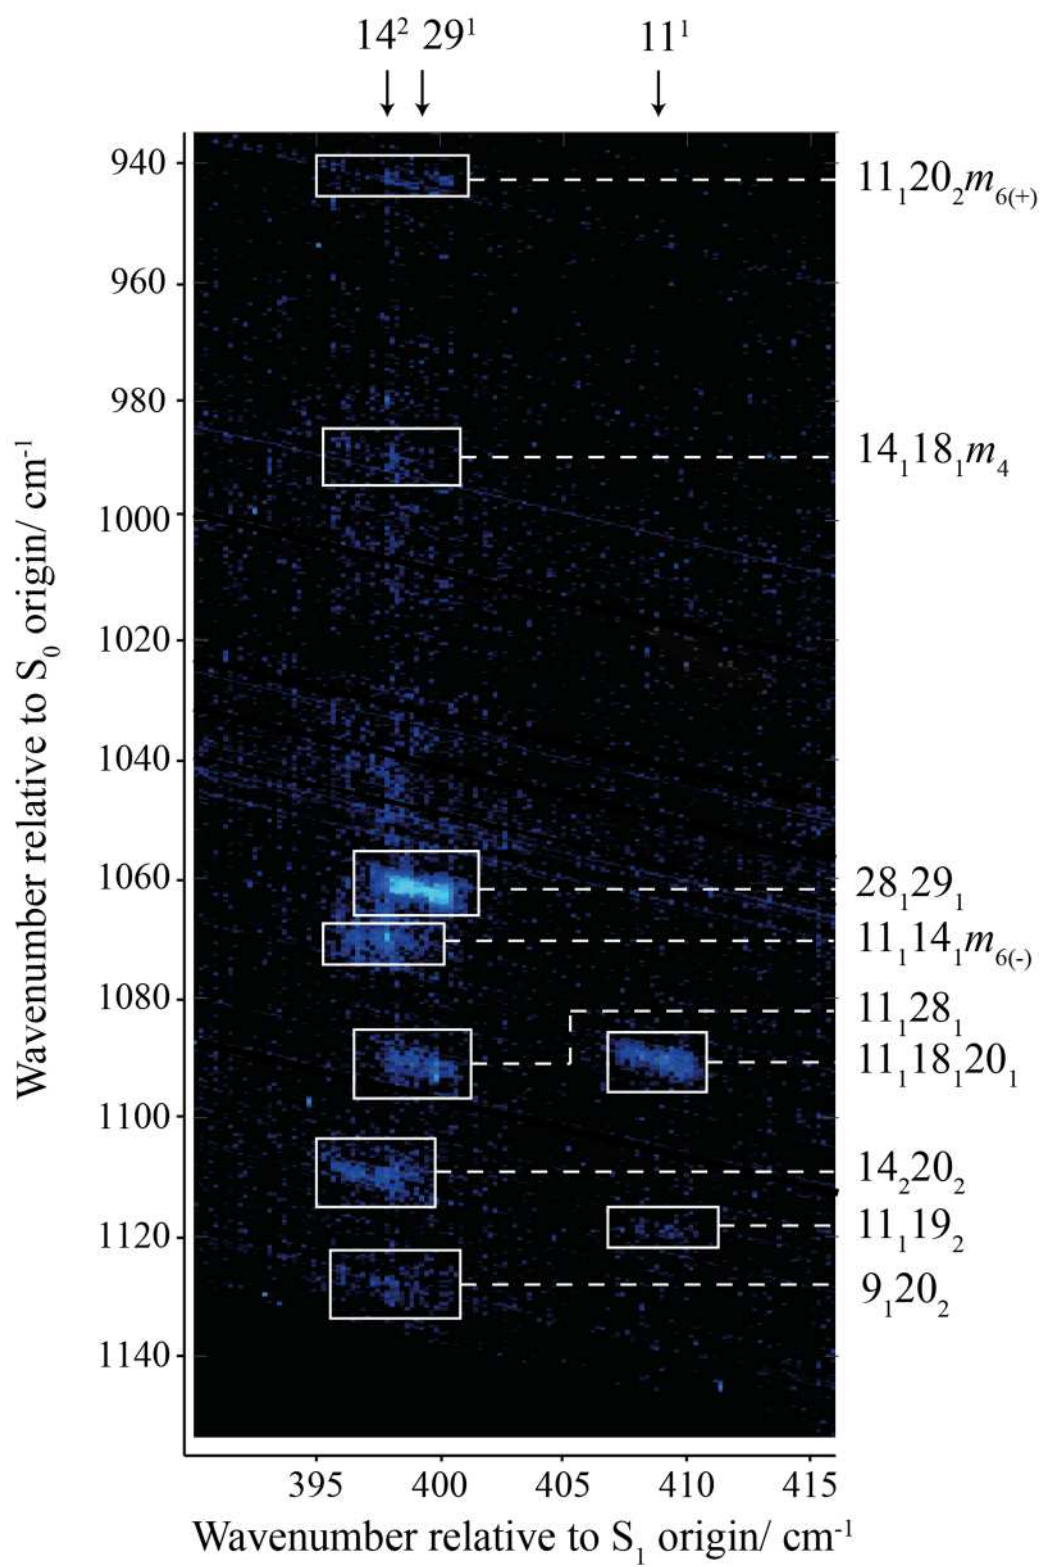 14² 29¹ 11¹
940
960
980
1000
1020
1040
1060
1080
1100
1120
1140
Wavenumber relative to S₀ origin/ cm⁻¹
11₁20₂m₆₍₊₎
14₁18₁m₄
28₁29₁
11₁14₁m₆₍₋₎
11₁28₁
11₁18₁20₁
14₂20₂
11₁19₂
9₁20₂
395 400 405 410 415
Wavenumber relative to S₁ origin/ cm⁻¹